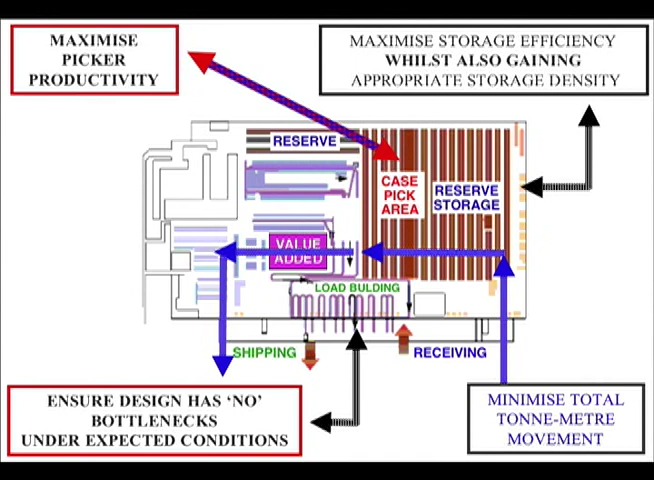 MAXIMISE
PICKER
PRODUCTIVITY
MAXIMISE STORAGE EFFICIENCY
WHILST ALSO GAINING
APPROPRIATE STORAGE DENSITY
RESERVE
CASE
PICK
AREA
RESERVE
STORAGE
VALUE
ADDED
LOAD BULDING
SHIPPING
RECEIVING
ENSURE DESIGN HAS ‘NO’
BOTTLENECKS
UNDER EXPECTED CONDITIONS
MINIMISE TOTAL
TONNE-METRE
MOVEMENT